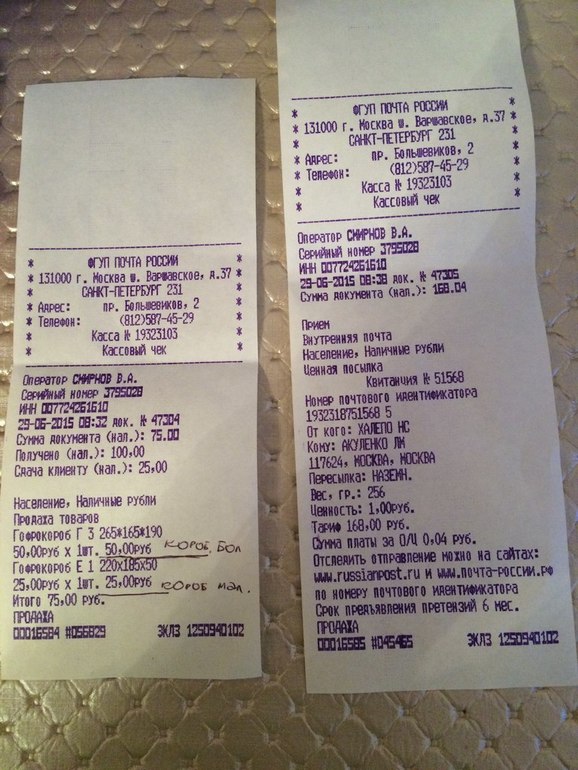 ФГУП ПОЧТА РОССИИ
131000 г. Москва ш. Варшавское, д.37
САНКТ-ПЕТЕРБУРГ 231
Адрес: пр. Большевиков, 2
Телефон: (812)587-45-29
Касса № 19323103
Кассовый чек
Оператор СМИРНОВ В.А.
Серийный номер 3795028
ИНН 007724261610
29-06-2015 08:32 док. № 47304
Сумма документа (нал.): 75.00
Получено (нал.): 100,00
Сдача клиенту (нал.): 25,00
Население, Наличные рубли
Продажа товаров
Гофрокороб Г 3 265*165*190
50,00руб х 1шт. 50,00руб КОРОБ БОЛ
Гофрокороб Е 1 220х185х50
25,00руб х 1шт. 25,00руб КОРОБ МАЛ.
Итого 75,00 руб.
ПРОДАЖА
00016584 #056829 ЭКЛЗ 1250940102
ФГУП ПОЧТА РОССИИ
131000 г. Москва ш. Варшавское, д.37
САНКТ-ПЕТЕРБУРГ 231
Адрес: пр. Большевиков, 2
Телефон: (812)587-45-29
Касса № 19323103
Кассовый чек
Оператор СМИРНОВ В.А.
Серийный номер 3795028
ИНН 007724261610
29-06-2015 08:38 док. № 47305
Сумма документа (нал.): 168.04
Прием
Внутренняя почта
Население, Наличные рубли
Ценная посылка
Квитанция № 51568
Номер почтового идентификатора
1932318751568 5
От кого: ХАЛЕПО НС
Кому: АКУЛЕНКО ЛМ
117624, МОСКВА, МОСКВА
Пересылка: НАЗЕМН.
Вес, гр.: 256
Ценность: 1,00руб.
Тариф 168,00 руб.
Сумма платы за О/Ц 0,04 руб.
Отследить отправление можно на сайтах:
www.russianpost.ru и www.почта-россии.рф
по номеру почтового идентификатора
Срок предъявления претензий 6 мес.
ПРОДАЖА
00016585 #045465 ЭКЛЗ 1250940102